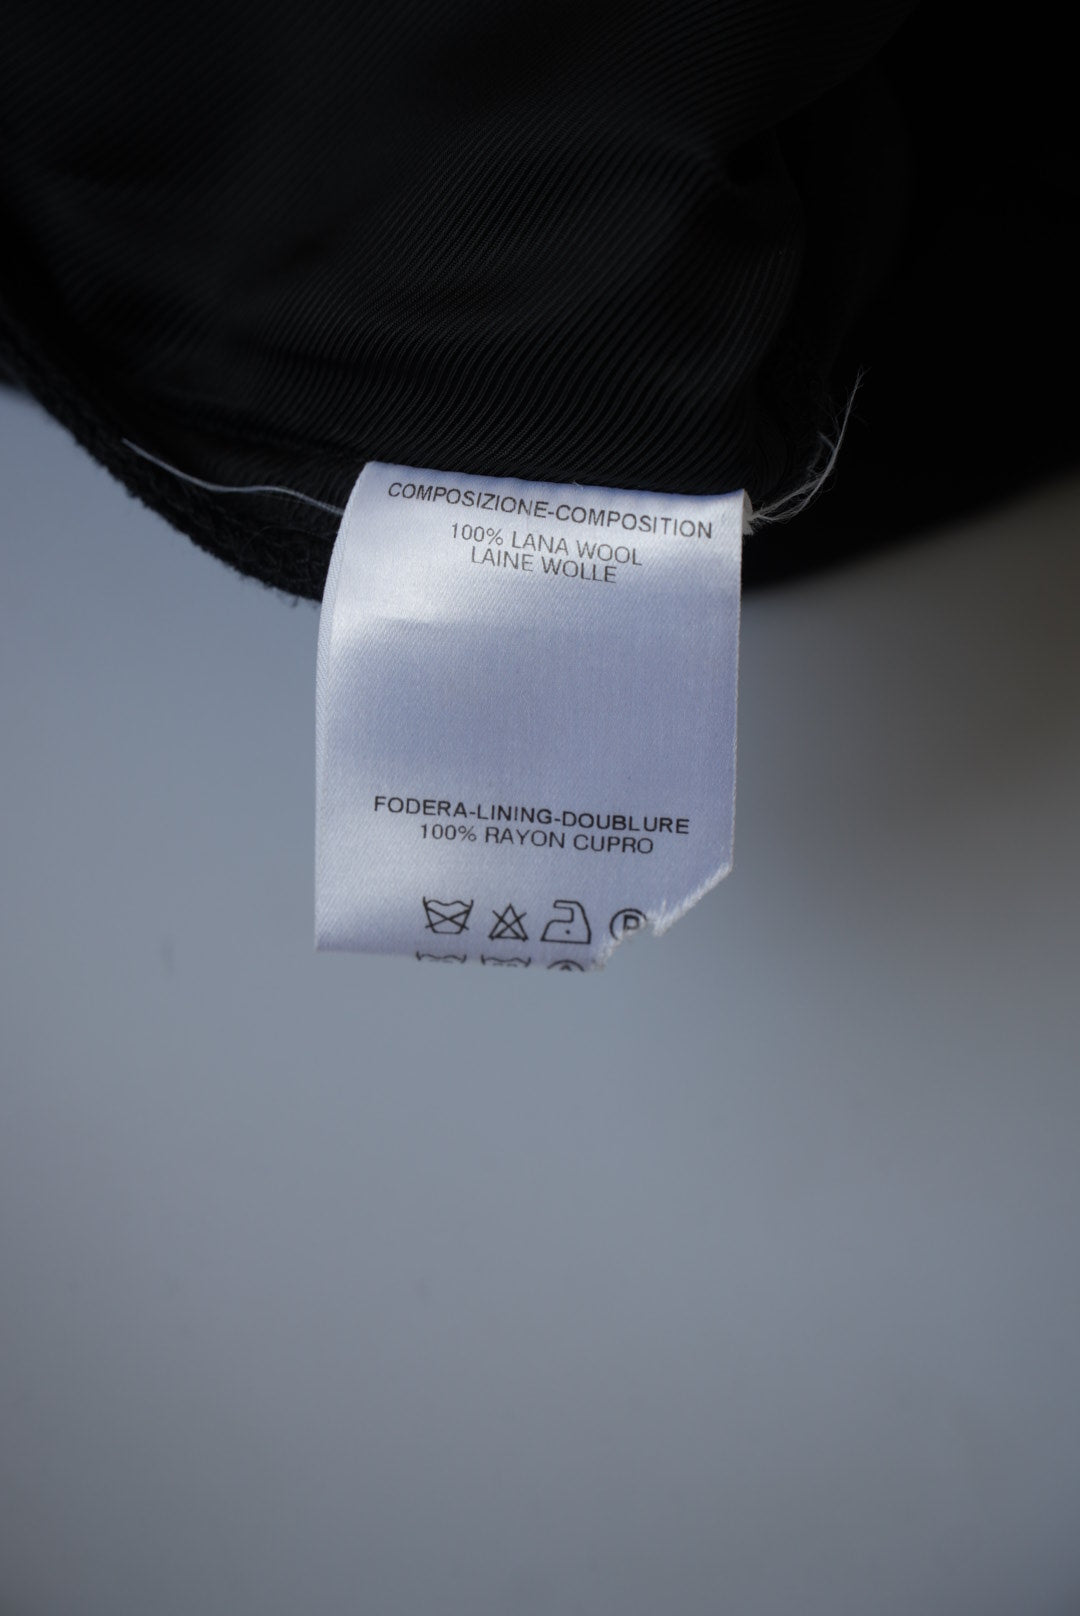 COMPOSIZIONE-COMPOSITION
100% LANA WOOL
LAINE WOLLE
FODERA-LINING-DOUBLURE
100% RAYON CUPRO
P